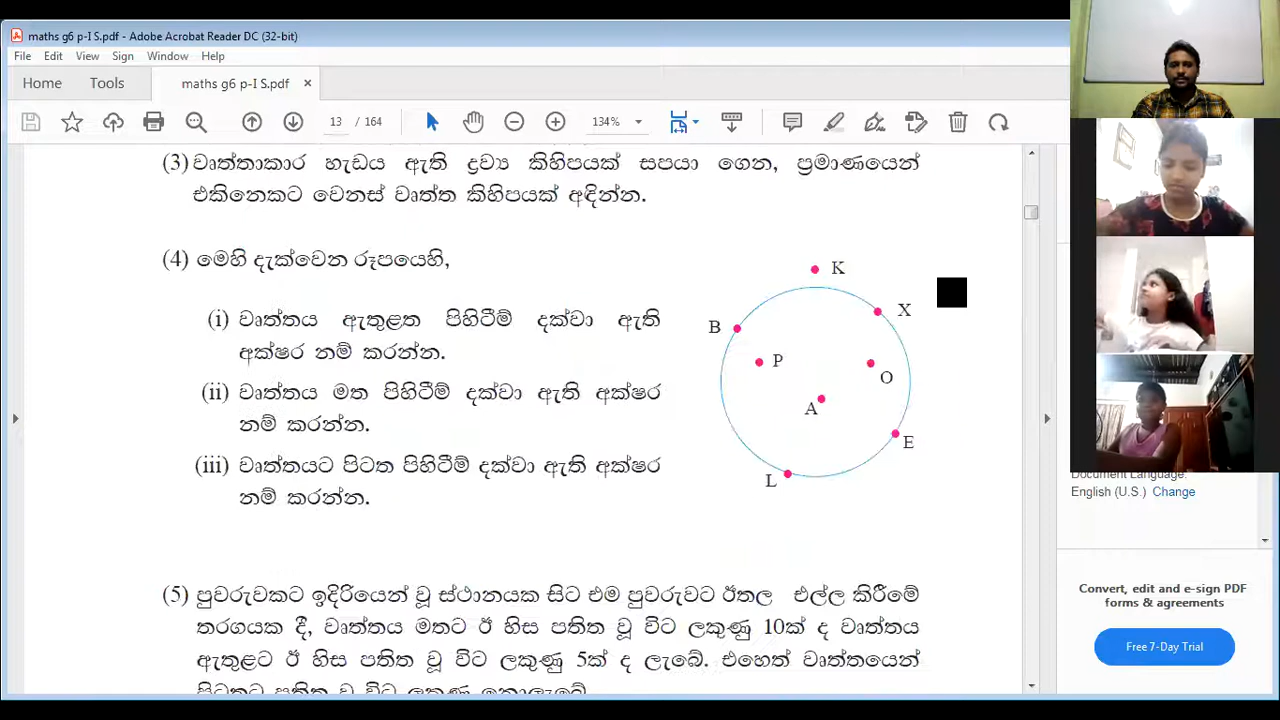 maths g6 p-I S.pdf - Adobe Acrobat Reader DC (32-bit)
File Edit View Sign Window Help
Home Tools maths g6 p-I S.pdf ×
13 / 164 134%
(3) වෘත්තාකාර හැඩය ඇති ද්‍රව්‍ය කිහිපයක් සපයා ගෙන, ප්‍රමාණයෙන්
එකිනෙකට වෙනස් වෘත්ත කිහිපයක් අඳින්න.
(4) මෙහි දැක්වෙන රූපයෙහි,
(i) වෘත්තය ඇතුළත පිහිටීම් දක්වා ඇති
අක්ෂර නම් කරන්න.
(ii) වෘත්තය මත පිහිටීම් දක්වා ඇති අක්ෂර
නම් කරන්න.
(iii) වෘත්තයට පිටත පිහිටීම් දක්වා ඇති අක්ෂර
නම් කරන්න.
K
X
B
P
O
A
E
L
(5) පුවරුවකට ඉදිරියෙන් වූ ස්ථානයක සිට එම පුවරුවට ඊතල එල්ල කිරීමේ
තරගයක දී, වෘත්තය මතට ඊ හිස පතිත වූ විට ලකුණු 10ක් ද වෘත්තය
ඇතුළට ඊ හිස පතිත වූ විට ලකුණු 5ක් ද ලැබේ. එහෙත් වෘත්තයෙන්
පිටතට පතිත වූ විට ලකුණු නොලැබේ.
Document Language:
English (U.S.) Change
Convert, edit and e-sign PDF
forms & agreements
Free 7-Day Trial